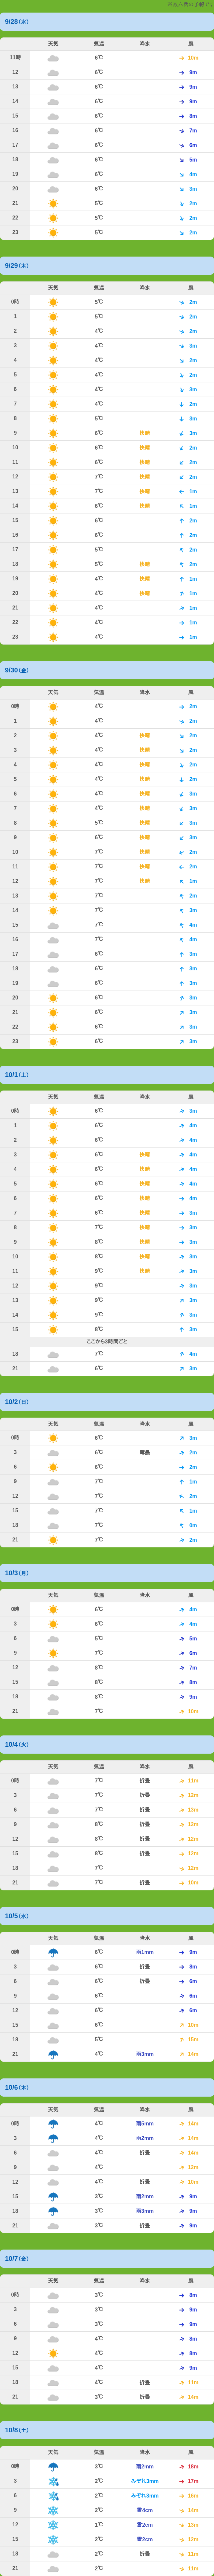 9/28(水)
天気 気温 降水 風
11時 6℃ 10m
12 6℃ 9m
13 6℃ 9m
14 6℃ 9m
15 6℃ 8m
16 6℃ 7m
17 6℃ 6m
18 6℃ 5m
19 6℃ 4m
20 6℃ 3m
21 5℃ 2m
22 5℃ 2m
23 5℃ 2m
9/29(木)
天気 気温 降水 風
0時 5℃ 2m
1 5℃ 2m
2 4℃ 2m
3 4℃ 3m
4 4℃ 2m
5 4℃ 2m
6 4℃ 3m
7 4℃ 2m
8 5℃ 3m
9 6℃ 快晴 3m
10 6℃ 快晴 2m
11 6℃ 快晴 2m
12 7℃ 快晴 2m
13 7℃ 快晴 1m
14 6℃ 快晴 1m
15 6℃ 2m
16 6℃ 2m
17 5℃ 2m
18 5℃ 快晴 2m
19 4℃ 快晴 1m
20 4℃ 快晴 1m
21 4℃ 1m
22 4℃ 1m
23 4℃ 1m
9/30(金)
天気 気温 降水 風
0時 4℃ 2m
1 4℃ 2m
2 4℃ 快晴 2m
3 4℃ 快晴 2m
4 4℃ 快晴 2m
5 4℃ 快晴 2m
6 4℃ 快晴 3m
7 4℃ 快晴 3m
8 5℃ 快晴 3m
9 6℃ 快晴 3m
10 7℃ 快晴 2m
11 7℃ 快晴 2m
12 7℃ 快晴 1m
13 7℃ 2m
14 7℃ 3m
15 7℃ 4m
16 7℃ 4m
17 6℃ 3m
18 6℃ 3m
19 6℃ 3m
20 6℃ 3m
21 6℃ 3m
22 6℃ 3m
23 6℃ 3m
10/1(土)
天気 気温 降水 風
0時 6℃ 3m
1 6℃ 4m
2 6℃ 4m
3 6℃ 快晴 4m
4 6℃ 快晴 4m
5 6℃ 快晴 4m
6 6℃ 快晴 4m
7 6℃ 快晴 3m
8 7℃ 快晴 3m
9 8℃ 快晴 3m
10 8℃ 快晴 3m
11 9℃ 快晴 3m
12 9℃ 3m
13 9℃ 3m
14 9℃ 3m
15 8℃ 3m
ここから3時間ごと
18 7℃ 4m
21 6℃ 3m
10/2(日)
天気 気温 降水 風
0時 6℃ 3m
3 6℃ 薄曇 2m
6 6℃ 2m
9 7℃ 1m
12 7℃ 2m
15 7℃ 1m
18 7℃ 0m
21 7℃ 2m
10/3(月)
天気 気温 降水 風
0時 6℃ 4m
3 6℃ 4m
6 5℃ 5m
9 7℃ 6m
12 8℃ 7m
15 8℃ 8m
18 8℃ 9m
21 7℃ 10m
10/4(火)
天気 気温 降水 風
0時 7℃ 折曇 11m
3 7℃ 折曇 12m
6 7℃ 折曇 13m
9 8℃ 折曇 12m
12 8℃ 折曇 12m
15 8℃ 折曇 12m
18 7℃ 12m
21 7℃ 折曇 10m
10/5(水)
天気 気温 降水 風
0時 6℃ 雨1mm 9m
3 6℃ 折曇 8m
6 6℃ 折曇 6m
9 6℃ 6m
12 6℃ 6m
15 6℃ 10m
18 5℃ 15m
21 4℃ 雨3mm 14m
10/6(木)
天気 気温 降水 風
0時 4℃ 雨5mm 14m
3 4℃ 雨2mm 14m
6 4℃ 折曇 14m
9 4℃ 12m
12 4℃ 折曇 10m
15 3℃ 雨2mm 9m
18 3℃ 雨3mm 9m
21 3℃ 折曇 9m
10/7(金)
天気 気温 降水 風
0時 3℃ 8m
3 3℃ 9m
6 3℃ 9m
9 4℃ 8m
12 4℃ 8m
15 4℃ 9m
18 4℃ 折曇 11m
21 3℃ 折曇 14m
10/8(土)
天気 気温 降水 風
0時 3℃ 雨2mm 18m
3 2℃ みぞれ3mm 17m
6 2℃ みぞれ3mm 16m
9 2℃ 雪4cm 14m
12 1℃ 雪2cm 13m
15 2℃ 雪2cm 12m
18 2℃ 折曇 11m
21 2℃ 11m